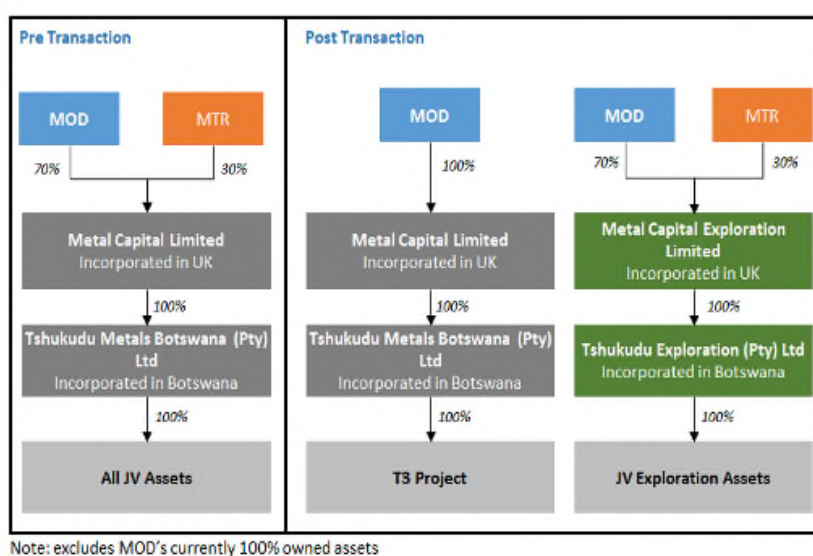 Pre Transaction
MOD
MTR
70%
30%
Metal Capital Limited
Incorporated in UK
100%
Tshukudu Metals Botswana (Pty)
Ltd
Incorporated in Botswana
100%
All JV Assets
Post Transaction
MOD
100%
Metal Capital Limited
Incorporated in UK
100%
Tshukudu Metals Botswana (Pty)
Ltd
Incorporated in Botswana
100%
T3 Project
MOD
MTR
70%
30%
Metal Capital Exploration
Limited
Incorporated in UK
100%
Tshukudu Exploration (Pty) Ltd
Incorporated in Botswana
100%
JV Exploration Assets
Note: excludes MOD's currently 100% owned assets